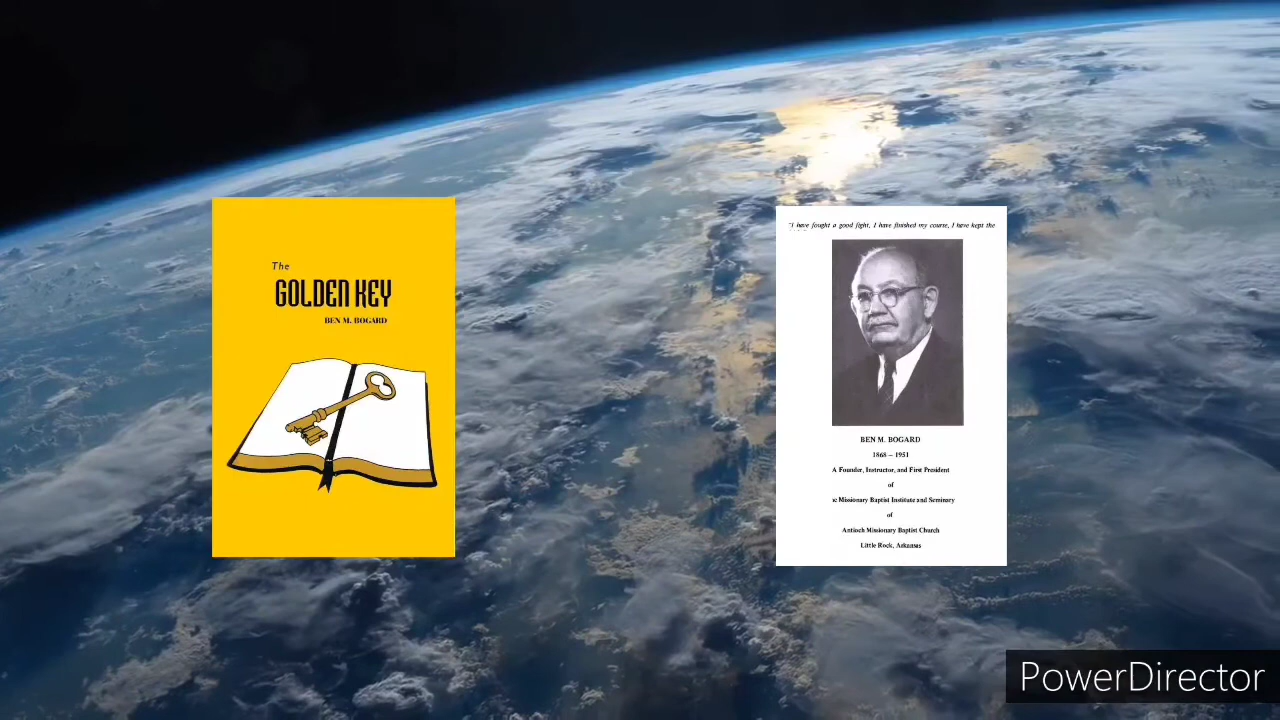 The
GOLDEN KEY
BEN M. BOGARD
"I have fought a good fight, I have finished my course, I have kept the
BEN M. BOGARD
1868 – 1951
A Founder, Instructor, and First President
of
Missionary Baptist Institute and Seminary
of
Antioch Missionary Baptist Church
Little Rock, Arkansas
PowerDirector